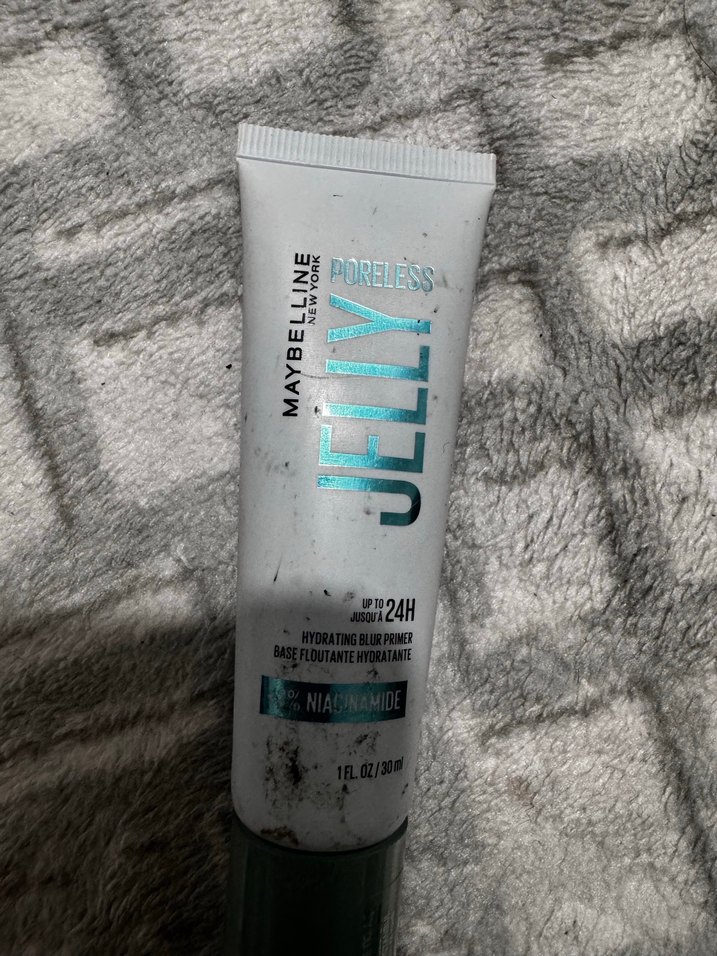 MAYBELLINE
NEW YORK
PORELESS
JELLY
UP TO
JUSQU'À 24H
HYDRATING BLUR PRIMER
BASE FLOUTANTE HYDRATANTE
% NIACINAMIDE
1 FL. OZ / 30 ml